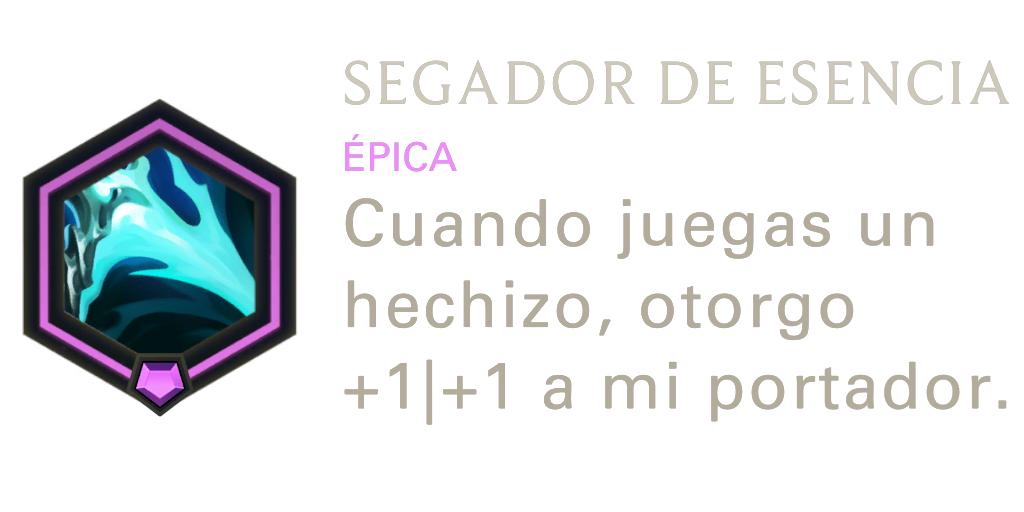 SEGADOR DE ESENCIA
ÉPICA
Cuando juegas un
hechizo, otorgo
+1|+1 a mi portador.